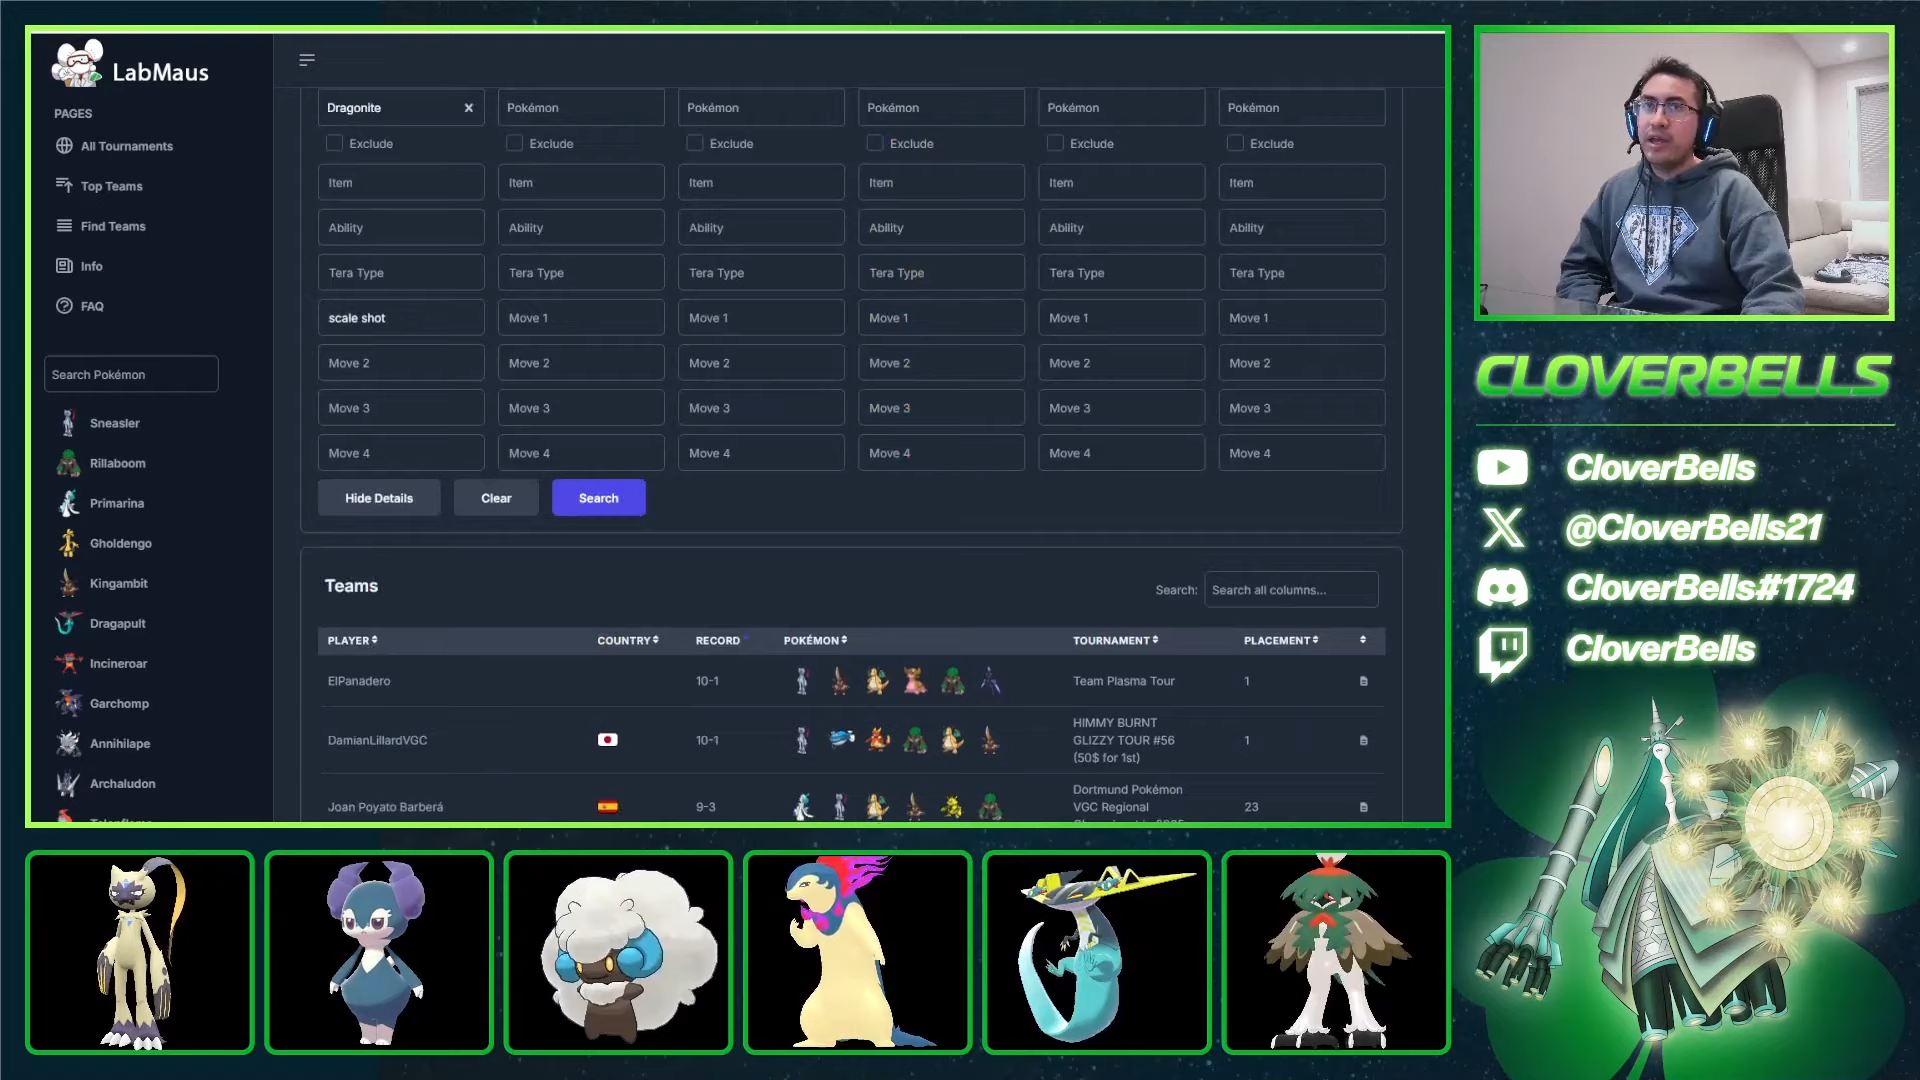 LabMaus
PAGES
All Tournaments
Top Teams
Find Teams
Info
FAQ
Search Pokémon
Sneasler
Rillaboom
Primarina
Gholdengo
Kingambit
Dragapult
Incineroar
Garchomp
Annihilape
Archaludon
Dragonite x Pokémon Pokémon Pokémon Pokémon Pokémon
Exclude Exclude Exclude Exclude Exclude Exclude
Item Item Item Item Item Item
Ability Ability Ability Ability Ability Ability
Tera Type Tera Type Tera Type Tera Type Tera Type Tera Type
scale shot Move 1 Move 1 Move 1 Move 1 Move 1
Move 2 Move 2 Move 2 Move 2 Move 2 Move 2
Move 3 Move 3 Move 3 Move 3 Move 3 Move 3
Move 4 Move 4 Move 4 Move 4 Move 4 Move 4
Hide Details Clear Search
Teams
Search: Search all columns...
PLAYER COUNTRY RECORD POKÉMON TOURNAMENT PLACEMENT
ElPanadero 10-1 Team Plasma Tour 1
DamianLillardVGC 10-1 HIMMY BURNT
GLIZZY TOUR #56
(50$ for 1st) 1
Joan Poyato Barberá 9-3 Dortmund Pokémon
VGC Regional 23
CLOVERBELLS
CloverBells
@CloverBells21
CloverBells#1724
CloverBells